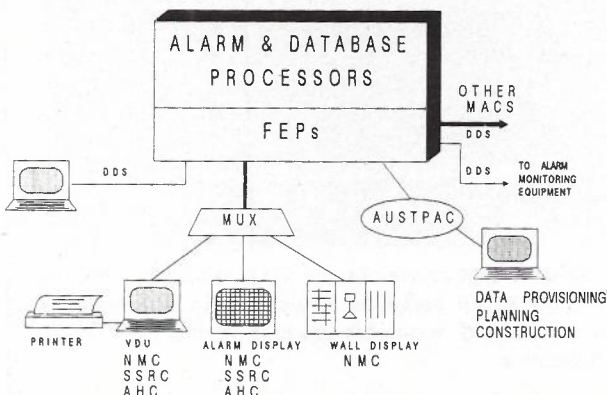 ALARM & DATABASE
PROCESSORS
FEPs
OTHER
MACS
DDS
DDS
TO ALARM
MONITORING
EQUIPMENT
DDS
MUX
AUSTPAC
DATA PROVISIONING
PLANNING
CONSTRUCTION
PRINTER
VDU
NMC
SSRC
AHC
ALARM DISPLAY
NMC
SSRC
AHC
WALL DISPLAY
NMC